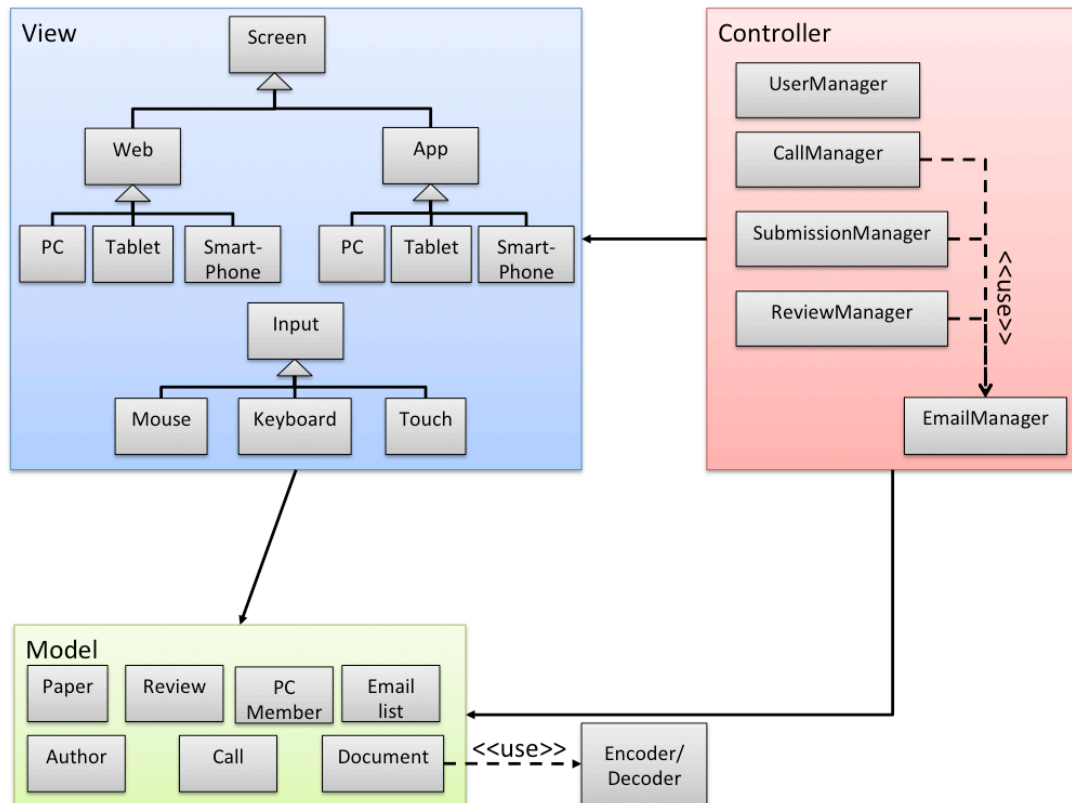 View
Screen
Web
App
PC
Tablet
Smart-
Phone
PC
Tablet
Smart-
Phone
Input
Mouse
Keyboard
Touch
Controller
UserManager
CallManager
SubmissionManager
ReviewManager
<<use>>
EmailManager
Model
Paper
Review
PC
Member
Email
list
Author
Call
Document
<<use>>
Encoder/
Decoder